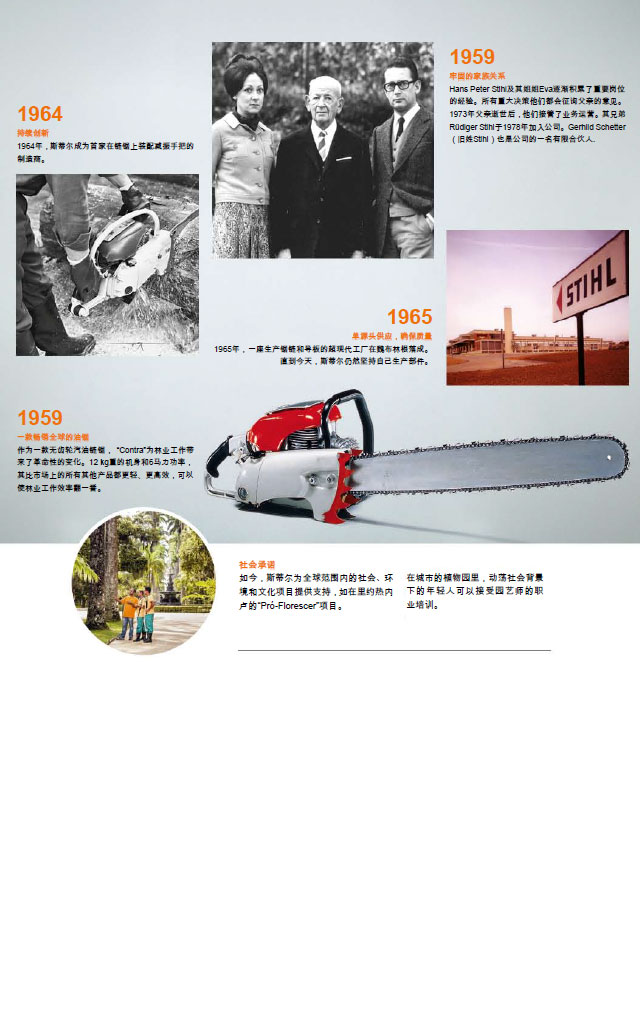 1964
持续创新
1964年，斯蒂尔成为首家在链锯上装配减振手把的
制造商。
1959
牢固的家族关系
Hans Peter Stihl及其姐姐Eva逐渐积累了重要岗位
的经验。所有重大决策他们都会征询父亲的意见。
1973年父亲逝世后，他们接管了业务运营。其兄弟
Rüdiger Stihl于1978年加入公司。Gerhild Schetter
（旧姓Stihl）也是公司的一名有限合伙人.
STIHL
1965
单源头供应，确保质量
1965年，一座生产锯链和导板的超现代工厂在魏布林根落成。
直到今天，斯蒂尔仍然坚持自己生产部件。
1959
一款畅销全球的油锯
作为一款无齿轮汽油链锯， “Contra”为林业工作带
来了革命性的变化。12 kg重的机身和6马力功率，
其比市场上的所有其他产品都更轻、更高效，可以
使林业工作效率翻一番。
社会承诺
如今，斯蒂尔为全球范围内的社会、环
境和文化项目提供支持，如在里约热内
卢的“Pró-Florescer”项目。
在城市的植物园里，动荡社会背景
下的年轻人可以接受园艺师的职
业培训。